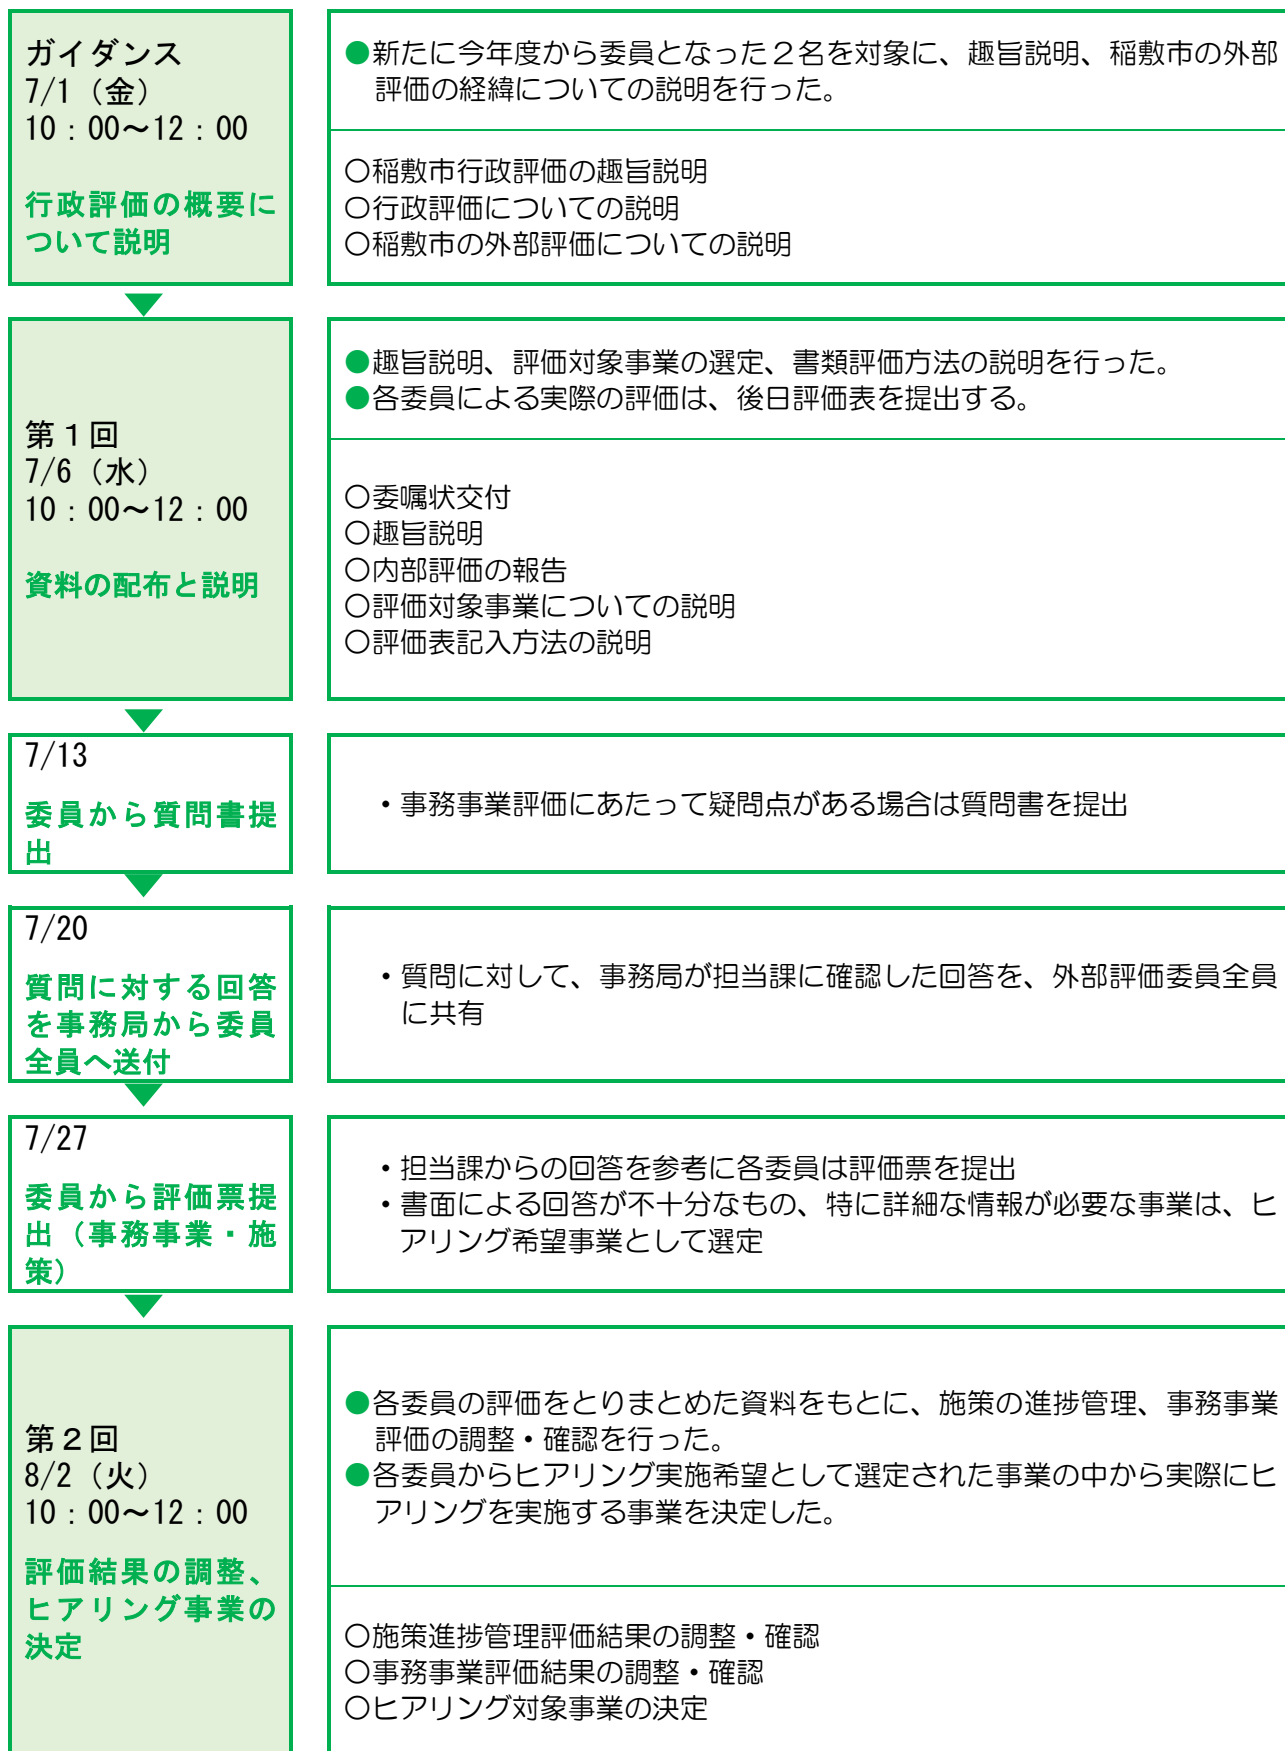 ガイダンス
7/1（金）
10：00～12：00
行政評価の概要に
ついて説明
●新たに今年度から委員となった２名を対象に、趣旨説明、稲敷市の外部
評価の経緯についての説明を行った。
〇稲敷市行政評価の趣旨説明
〇行政評価についての説明
〇稲敷市の外部評価についての説明
第１回
7/6（水）
10：00～12：00
資料の配布と説明
●趣旨説明、評価対象事業の選定、書類評価方法の説明を行った。
●各委員による実際の評価は、後日評価表を提出する。
〇委嘱状交付
〇趣旨説明
〇内部評価の報告
〇評価対象事業についての説明
〇評価表記入方法の説明
7/13
委員から質問書提
出
・事務事業評価にあたって疑問点がある場合は質問書を提出
7/20
質問に対する回答
を事務局から委員
全員へ送付
・質問に対して、事務局が担当課に確認した回答を、外部評価委員全員
に共有
7/27
委員から評価票提
出（事務事業・施
策）
・担当課からの回答を参考に各委員は評価票を提出
・書面による回答が不十分なもの、特に詳細な情報が必要な事業は、ヒ
アリング希望事業として選定
第２回
8/2（火）
10：00～12：00
評価結果の調整、
ヒアリング事業の
決定
●各委員の評価をとりまとめた資料をもとに、施策の進捗管理、事務事業
評価の調整・確認を行った。
●各委員からヒアリング実施希望として選定された事業の中から実際にヒ
アリングを実施する事業を決定した。
〇施策進捗管理評価結果の調整・確認
〇事務事業評価結果の調整・確認
〇ヒアリング対象事業の決定